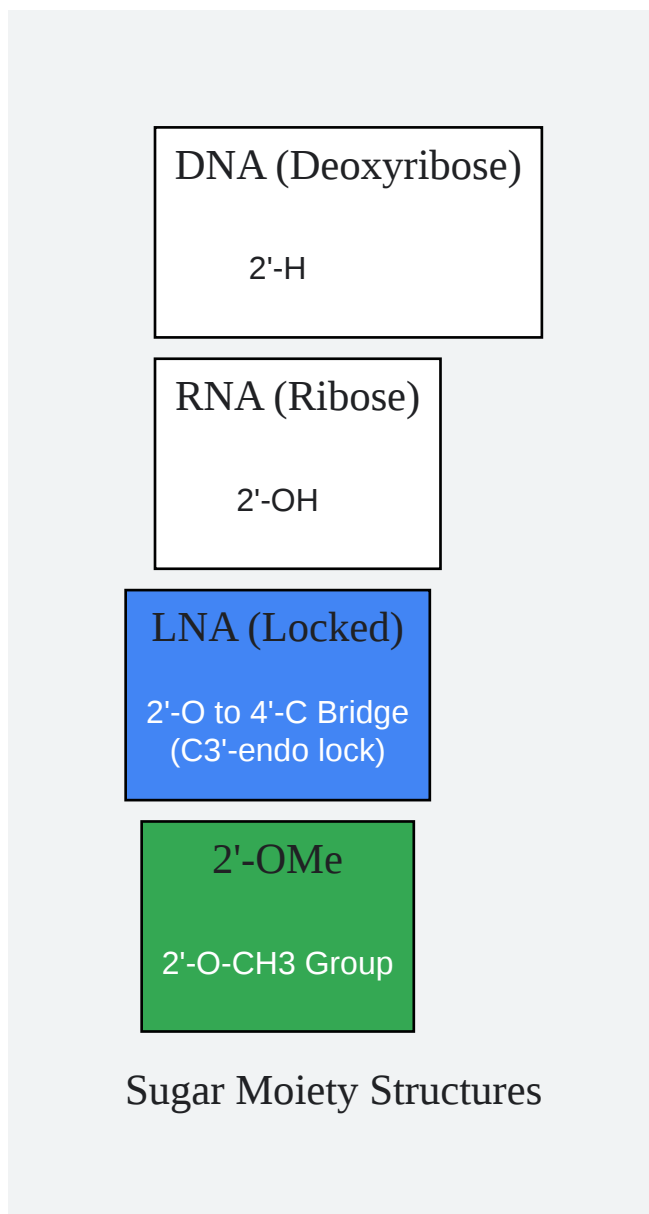 DNA (Deoxyribose)
2'-H
RNA (Ribose)
2'-OH
LNA (Locked)
2'-O to 4'-C Bridge
(C3'-endo lock)
2'-OMe
2'-O-CH3 Group
Sugar Moiety Structures